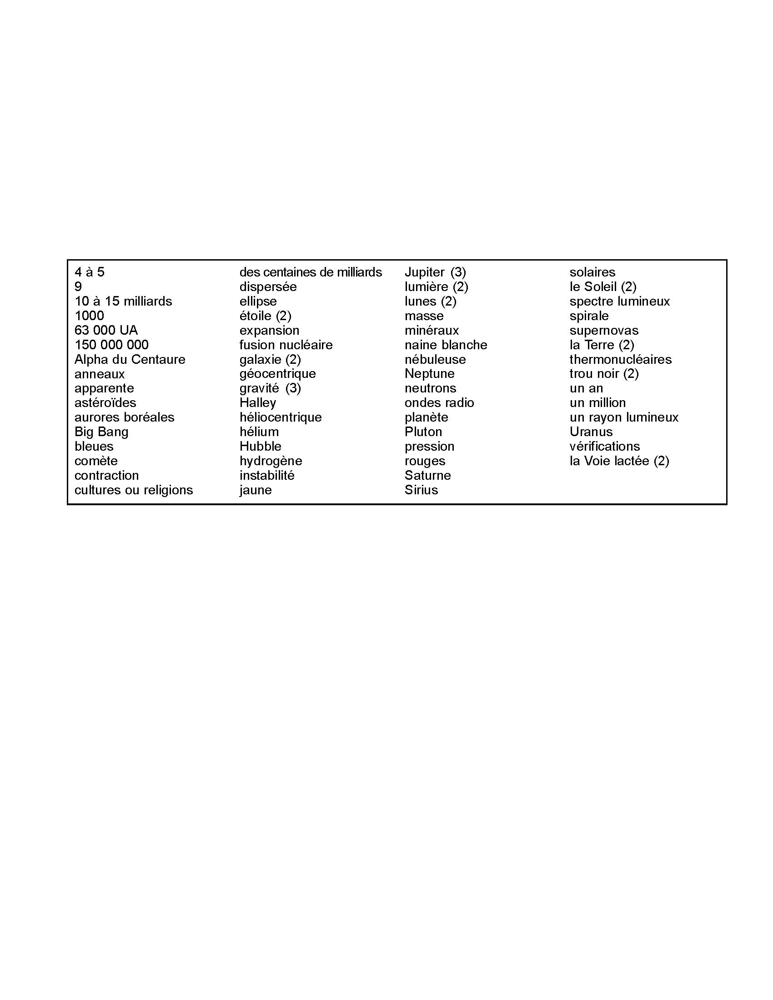 4 à 5
9
10 à 15 milliards
1000
63 000 UA
150 000 000
Alpha du Centaure
anneaux
apparente
astéroïdes
aurores boréales
Big Bang
bleues
comète
contraction
cultures ou religions
des centaines de milliards
dispersée
ellipse
étoile (2)
expansion
fusion nucléaire
galaxie (2)
géocentrique
gravité (3)
Halley
héliocentrique
hélium
Hubble
hydrogène
instabilité
jaune
Jupiter (3)
lumière (2)
lunes (2)
masse
minéraux
naine blanche
nébuleuse
Neptune
neutrons
ondes radio
planète
Pluton
pression
rouges
Saturne
Sirius
solaires
le Soleil (2)
spectre lumineux
spirale
supernovas
la Terre (2)
thermonucléaires
trou noir (2)
un an
un million
un rayon lumineux
Uranus
vérifications
la Voie lactée (2)